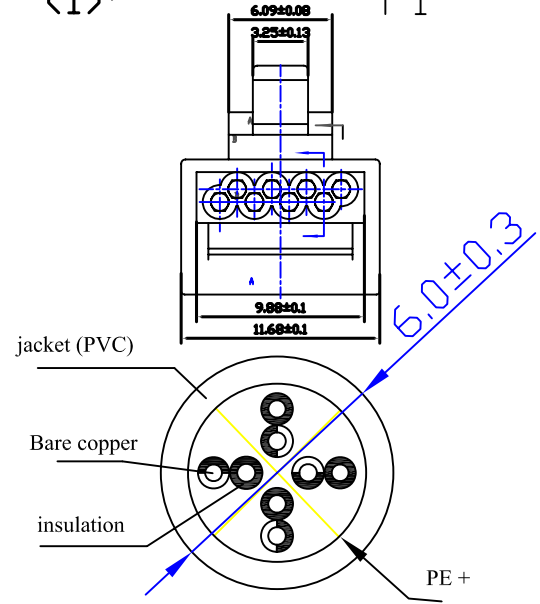 (1)
6.09±0.08
3.25±0.13
A
B
A
9.88±0.1
11.68±0.1
6.0±0.3
jacket (PVC)
Bare copper
insulation
PE +